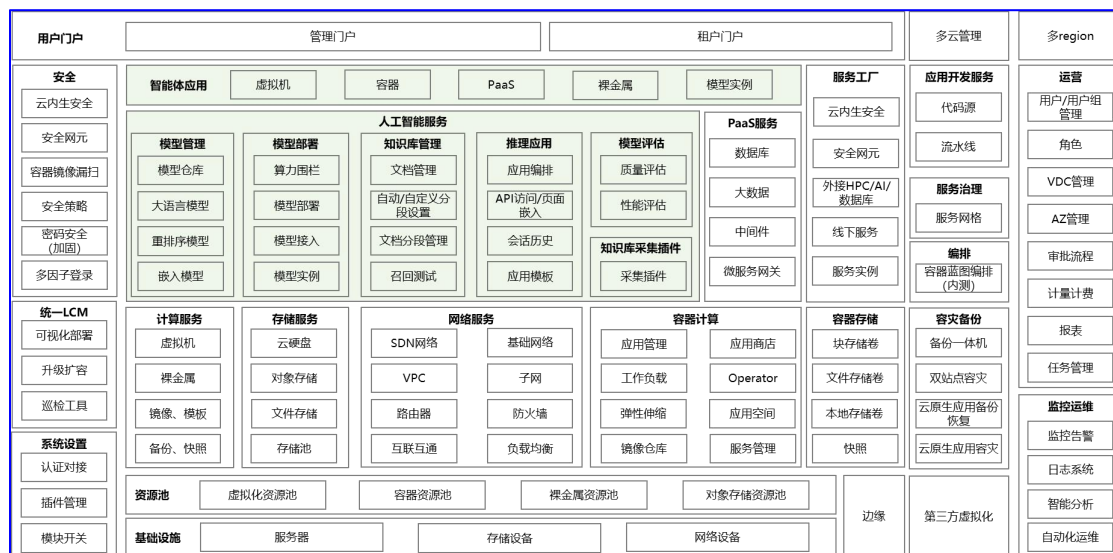 用户门户
管理门户
租户门户
多云管理
多region
安全
云内生安全
安全网元
容器镜像漏扫
安全策略
密码安全
(加固)
多因子登录
统一LCM
可视化部署
升级扩容
巡检工具
系统设置
认证对接
插件管理
模块开关
智能体应用
虚拟机
容器
PaaS
裸金属
模型实例
人工智能服务
模型管理
模型仓库
大语言模型
重排序模型
嵌入模型
模型部署
算力围栏
模型部署
模型接入
模型实例
知识库管理
文档管理
自动/自定义分
段设置
文档分段管理
召回测试
推理应用
应用编排
API访问/页面
嵌入
会话历史
应用模板
模型评估
质量评估
性能评估
知识库采集插件
采集插件
PaaS服务
数据库
大数据
中间件
微服务网关
服务工厂
云内生安全
安全网元
外接HPC/AI/
数据库
线下服务
服务实例
应用开发服务
代码源
流水线
服务治理
服务网格
编排
容器蓝图编排
(内测)
运营
用户/用户组
管理
角色
VDC管理
AZ管理
审批流程
计量计费
报表
任务管理
计算服务
虚拟机
裸金属
镜像、模板
备份、快照
存储服务
云硬盘
对象存储
文件存储
存储池
网络服务
SDN网络
基础网络
VPC
子网
路由器
防火墙
互联互通
负载均衡
容器计算
应用管理
应用商店
工作负载
Operator
弹性伸缩
应用空间
镜像仓库
服务管理
容器存储
块存储卷
文件存储卷
本地存储卷
快照
容灾备份
备份一体机
双站点容灾
云原生应用备份
恢复
云原生应用容灾
监控运维
监控告警
日志系统
智能分析
自动化运维
资源池
虚拟化资源池
容器资源池
裸金属资源池
对象存储资源池
基础设施
服务器
存储设备
网络设备
边缘
第三方虚拟化